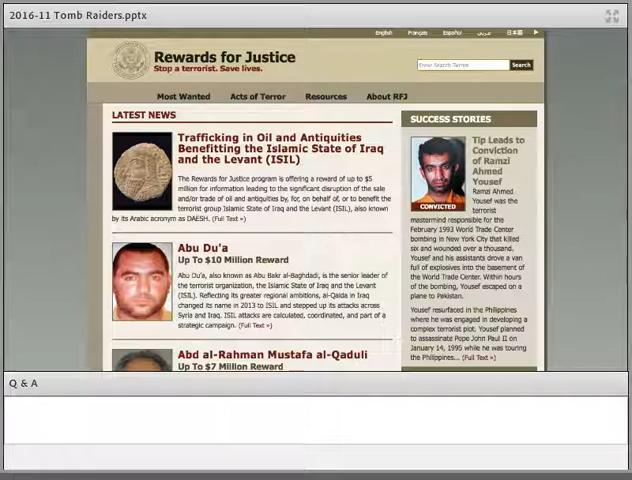 2016-11 Tomb Raiders.pptx
English Français Español عربي 日本語
Rewards for Justice
Stop a terrorist. Save lives.
Enter Search Terms Search
Most Wanted Acts of Terror Resources About RFJ
LATEST NEWS
Trafficking in Oil and Antiquities
Benefitting the Islamic State of Iraq
and the Levant (ISIL)
The Rewards for Justice program is offering a reward of up to $5
million for information leading to the significant disruption of the sale
and/or trade of oil and antiquities by, for, on behalf of, or to benefit the
terrorist group Islamic State of Iraq and the Levant (ISIL), also known
by its Arabic acronym as DAESH. (Full Text »)
Abu Du'a
Up To $10 Million Reward
Abu Du'a, also known as Abu Bakr al-Baghdadi, is the senior leader of
the terrorist organization, the Islamic State of Iraq and the Levant
(ISIL). Reflecting its greater regional ambitions, al-Qaida in Iraq
changed its name in 2013 to ISIL and stepped up its attacks across
Syria and Iraq. ISIL attacks are calculated, coordinated, and part of a
strategic campaign. (Full Text »)
Abd al-Rahman Mustafa al-Qaduli
Up To $7 Million Reward
SUCCESS STORIES
Tip Leads to
Conviction
of Ramzi
Ahmed
Yousef
CONVICTED
Ramzi Ahmed
Yousef was the
terrorist
mastermind responsible for the
February 1993 World Trade Center
bombing in New York City that killed
six and wounded over a thousand.
Yousef and his assistants drove a van
full of explosives into the basement of
the World Trade Center. Within hours
of the bombing, Yousef escaped on a
plane to Pakistan.
Yousef resurfaced in the Philippines
where he was engaged in developing a
complex terrorist plot. Yousef planned
to assassinate Pope John Paul II on
January 14, 1995 while he was touring
the Philippines... (Full Text »)
Q & A